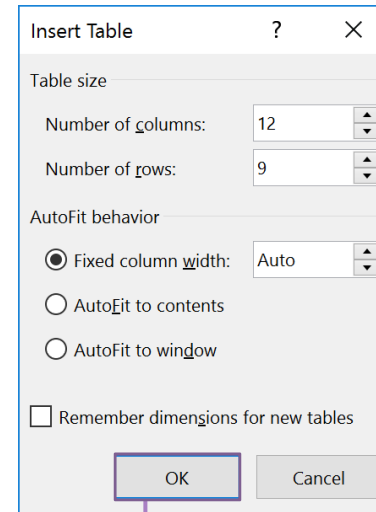 Insert Table ?
Table size
Number of columns: 12
Number of rows: 9
AutoFit behavior
Fixed column width: Auto
AutoFit to contents
AutoFit to window
Remember dimensions for new tables
OK Cancel